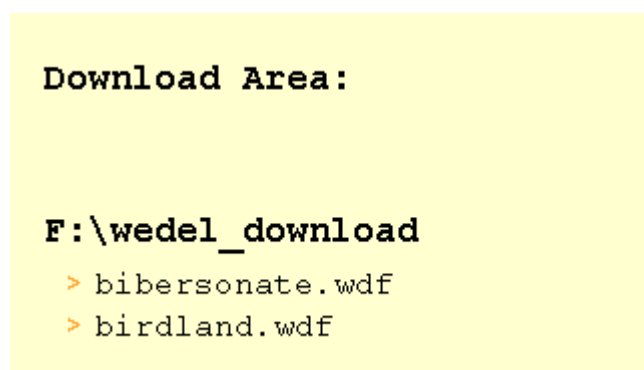 Download Area:
F:\wedel_download
> bibersonate.wdf
> birdland.wdf